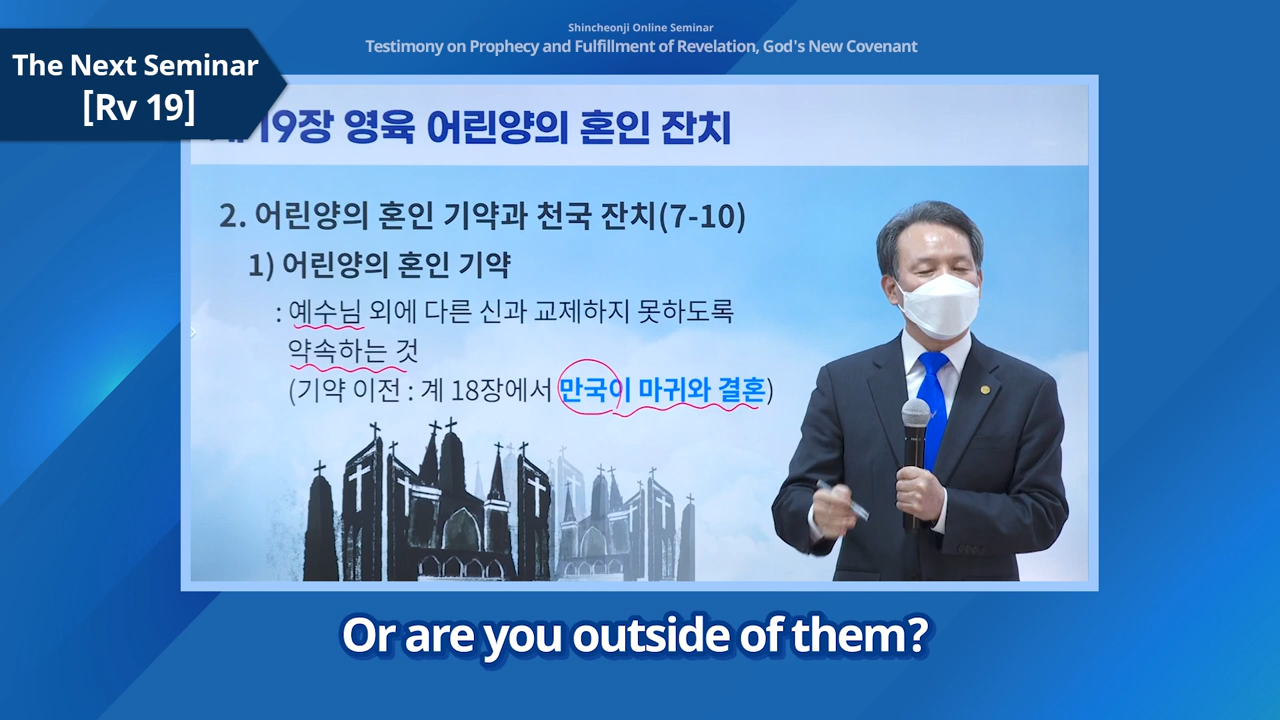 Shincheonji Online Seminar
Testimony on Prophecy and Fulfillment of Revelation, God's New Covenant
The Next Seminar
[Rv 19]
19장 영육 어린양의 혼인 잔치
2. 어린양의 혼인 기약과 천국 잔치(7-10)
1) 어린양의 혼인 기약
: 예수님 외에 다른 신과 교제하지 못하도록
약속하는 것
(기약 이전 : 계 18장에서 만국이 마귀와 결혼)
Or are you outside of them?